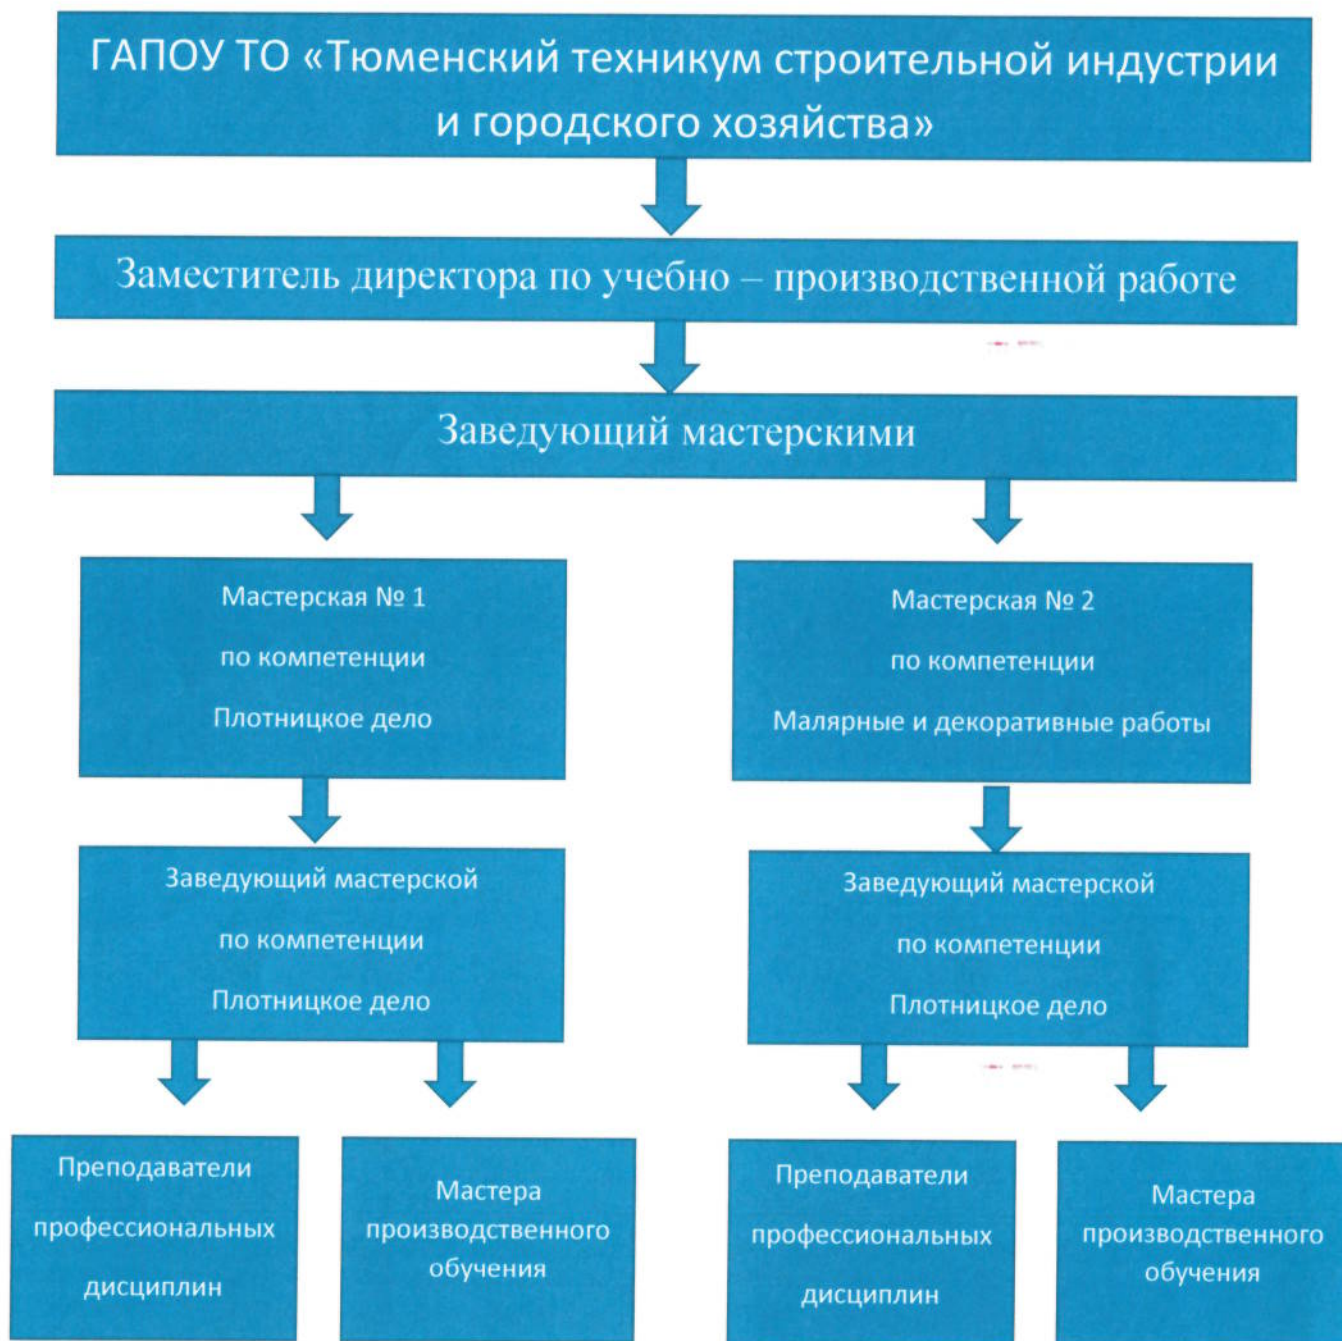 ГАПОУ ТО «Тюменский техникум строительной индустрии
и городского хозяйства»
Заместитель директора по учебно – производственной работе
Заведующий мастерскими
Мастерская № 1
по компетенции
Плотницкое дело
Мастерская № 2
по компетенции
Малярные и декоративные работы
Заведующий мастерской
по компетенции
Плотницкое дело
Заведующий мастерской
по компетенции
Плотницкое дело
Преподаватели
профессиональных
дисциплин
Мастера
производственного
обучения
Преподаватели
профессиональных
дисциплин
Мастера
производственного
обучения